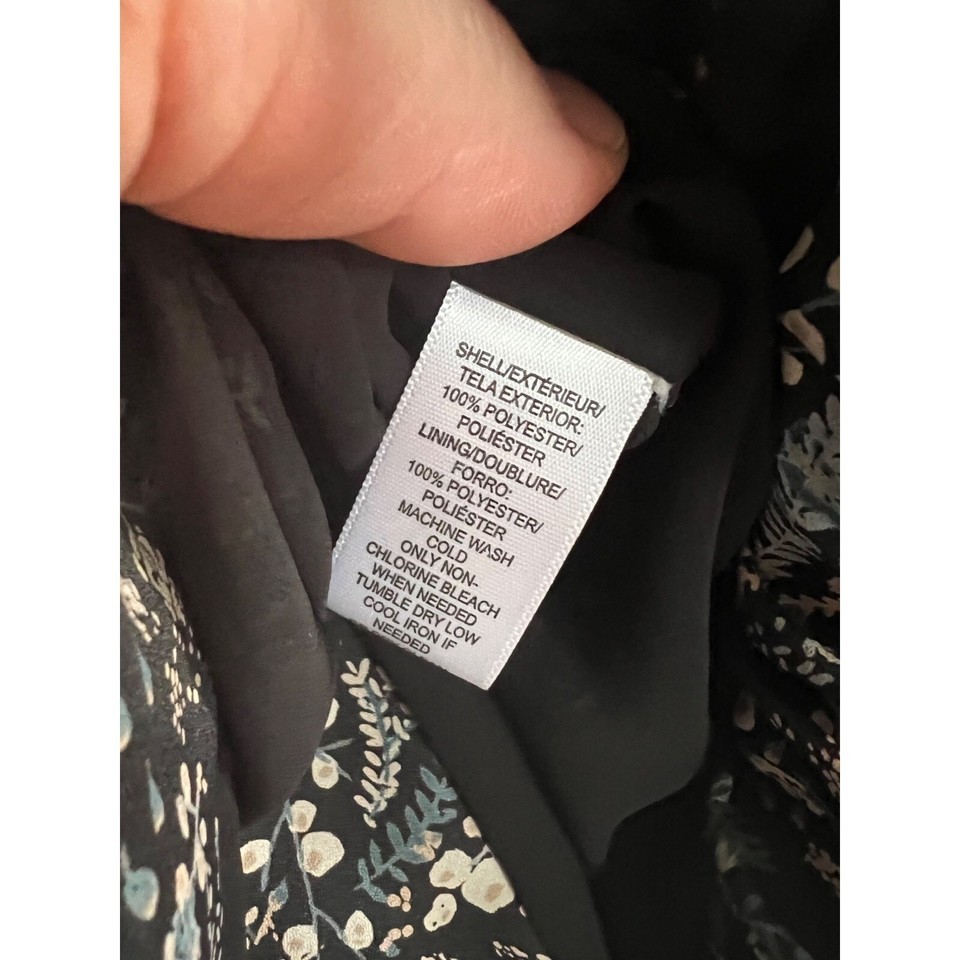 SHELL/EXTÉRIEUR/
TELA EXTERIOR:
100% POLYESTER/
POLIÉSTER
LINING/DOUBLURE/
FORRO:
100% POLYESTER/
POLIÉSTER
MACHINE WASH
COLD
ONLY NON-
CHLORINE BLEACH
WHEN NEEDED
TUMBLE DRY LOW
COOL IRON IF
NEEDED